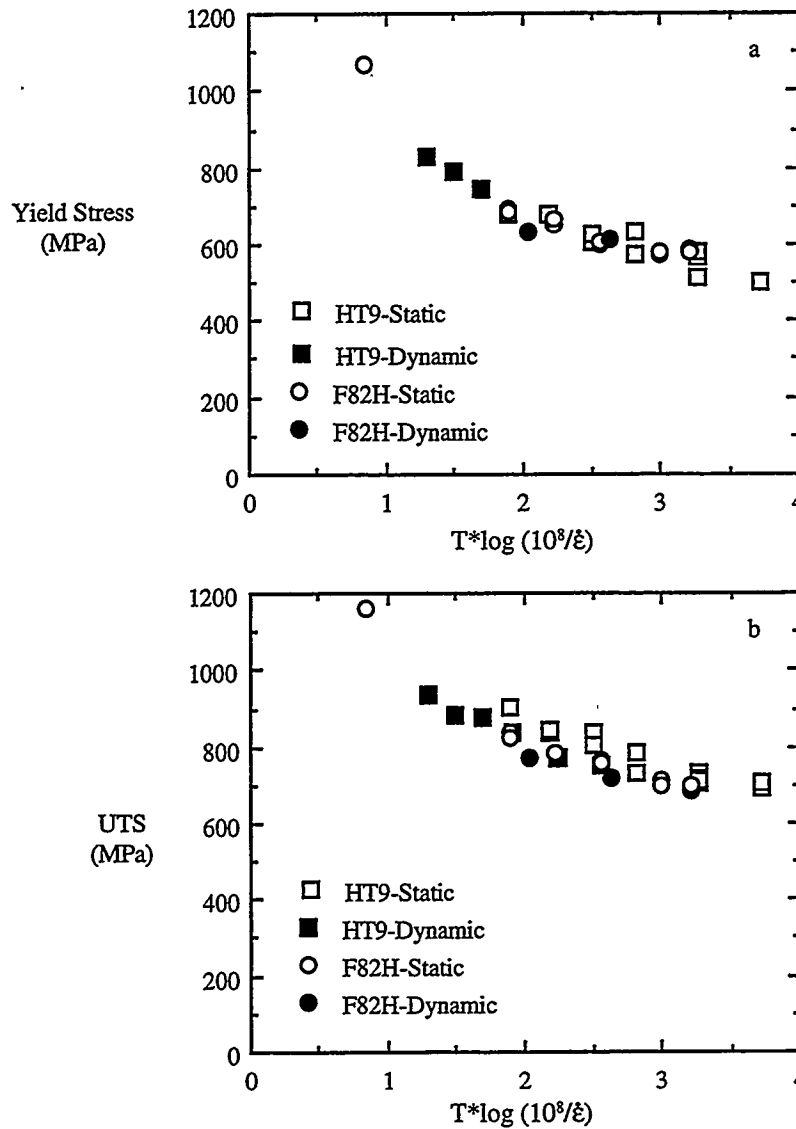 1200
a
1000
800
Yield Stress
(MPa)
600
400
200
0
HT9-Static
HT9-Dynamic
F82H-Static
F82H-Dynamic
0 1 2 3 4
T*log (10⁸/ε̇)
1200
b
1000
800
UTS
(MPa)
600
400
200
0
HT9-Static
HT9-Dynamic
F82H-Static
F82H-Dynamic
0 1 2 3 4
T*log (10⁸/ε̇)